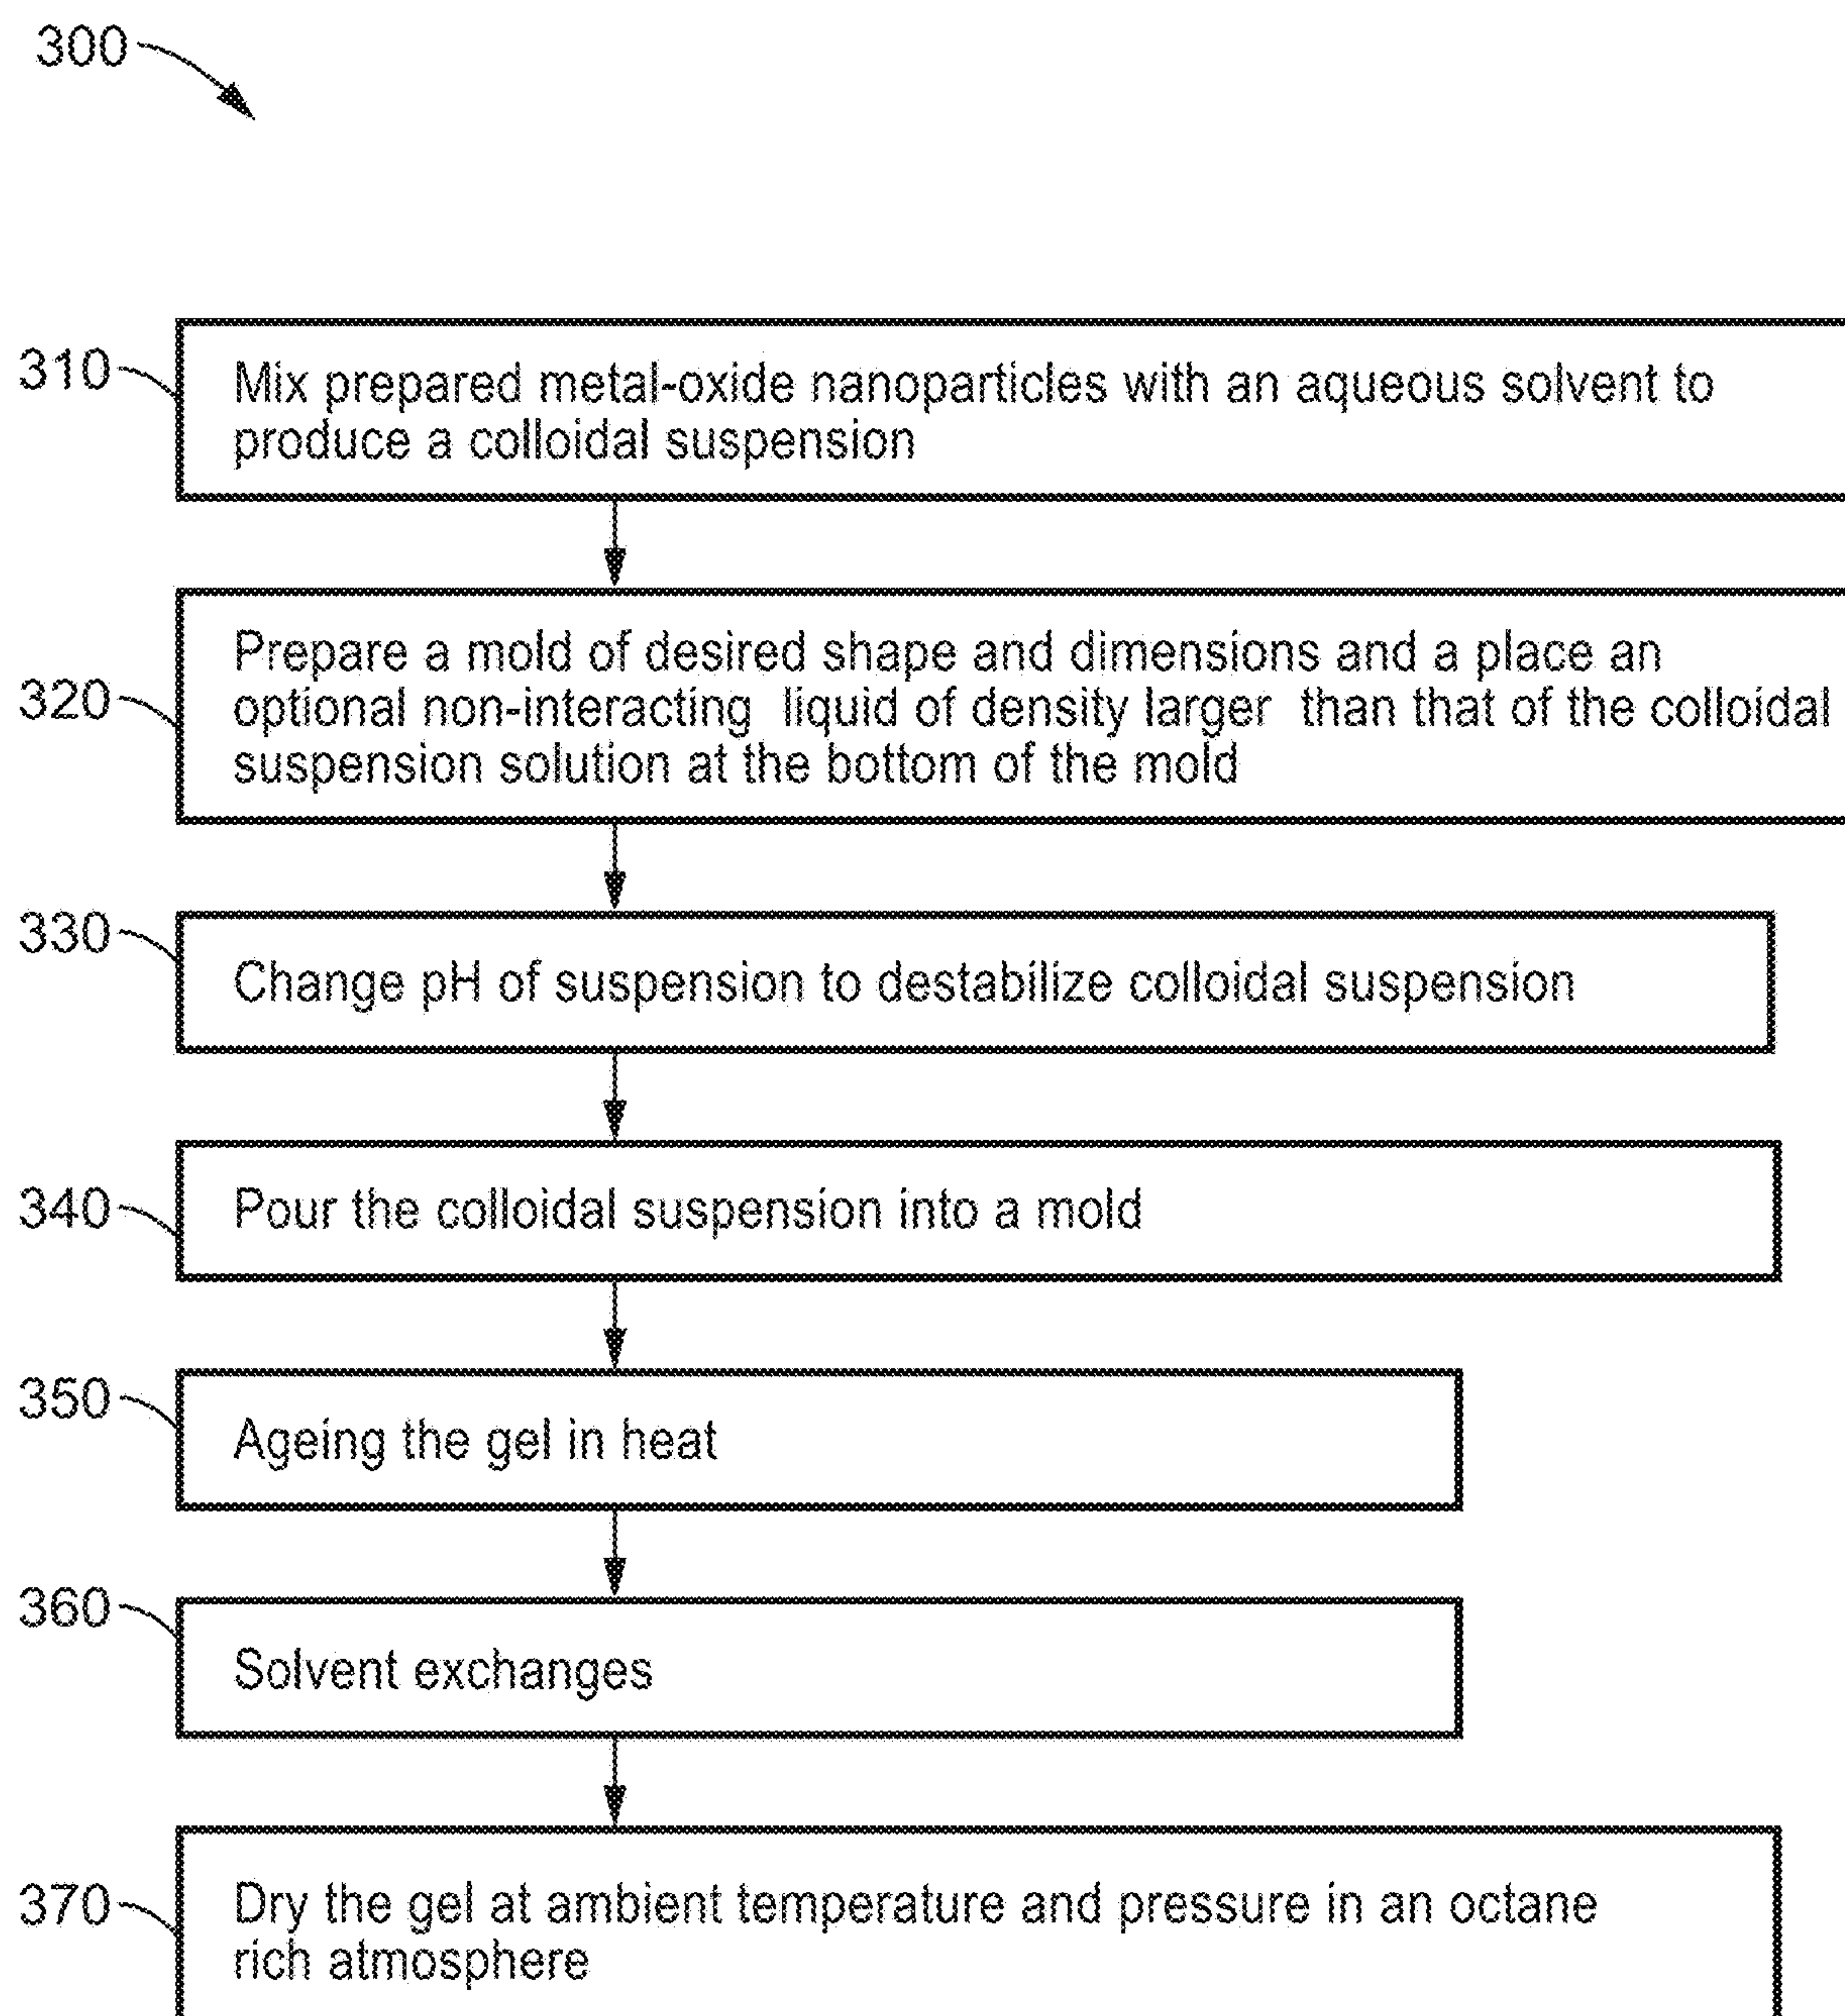 300
310
Mix prepared metal-oxide nanoparticles with an aqueous solvent to
produce a colloidal suspension
320
Prepare a mold of desired shape and dimensions and a place an
optional non-interacting liquid of density larger than that of the colloidal
suspension solution at the bottom of the mold
330
Change pH of suspension to destabilize colloidal suspension
340
Pour the colloidal suspension into a mold
350
Ageing the gel in heat
360
Solvent exchanges
370
Dry the gel at ambient temperature and pressure in an octane
rich atmosphere